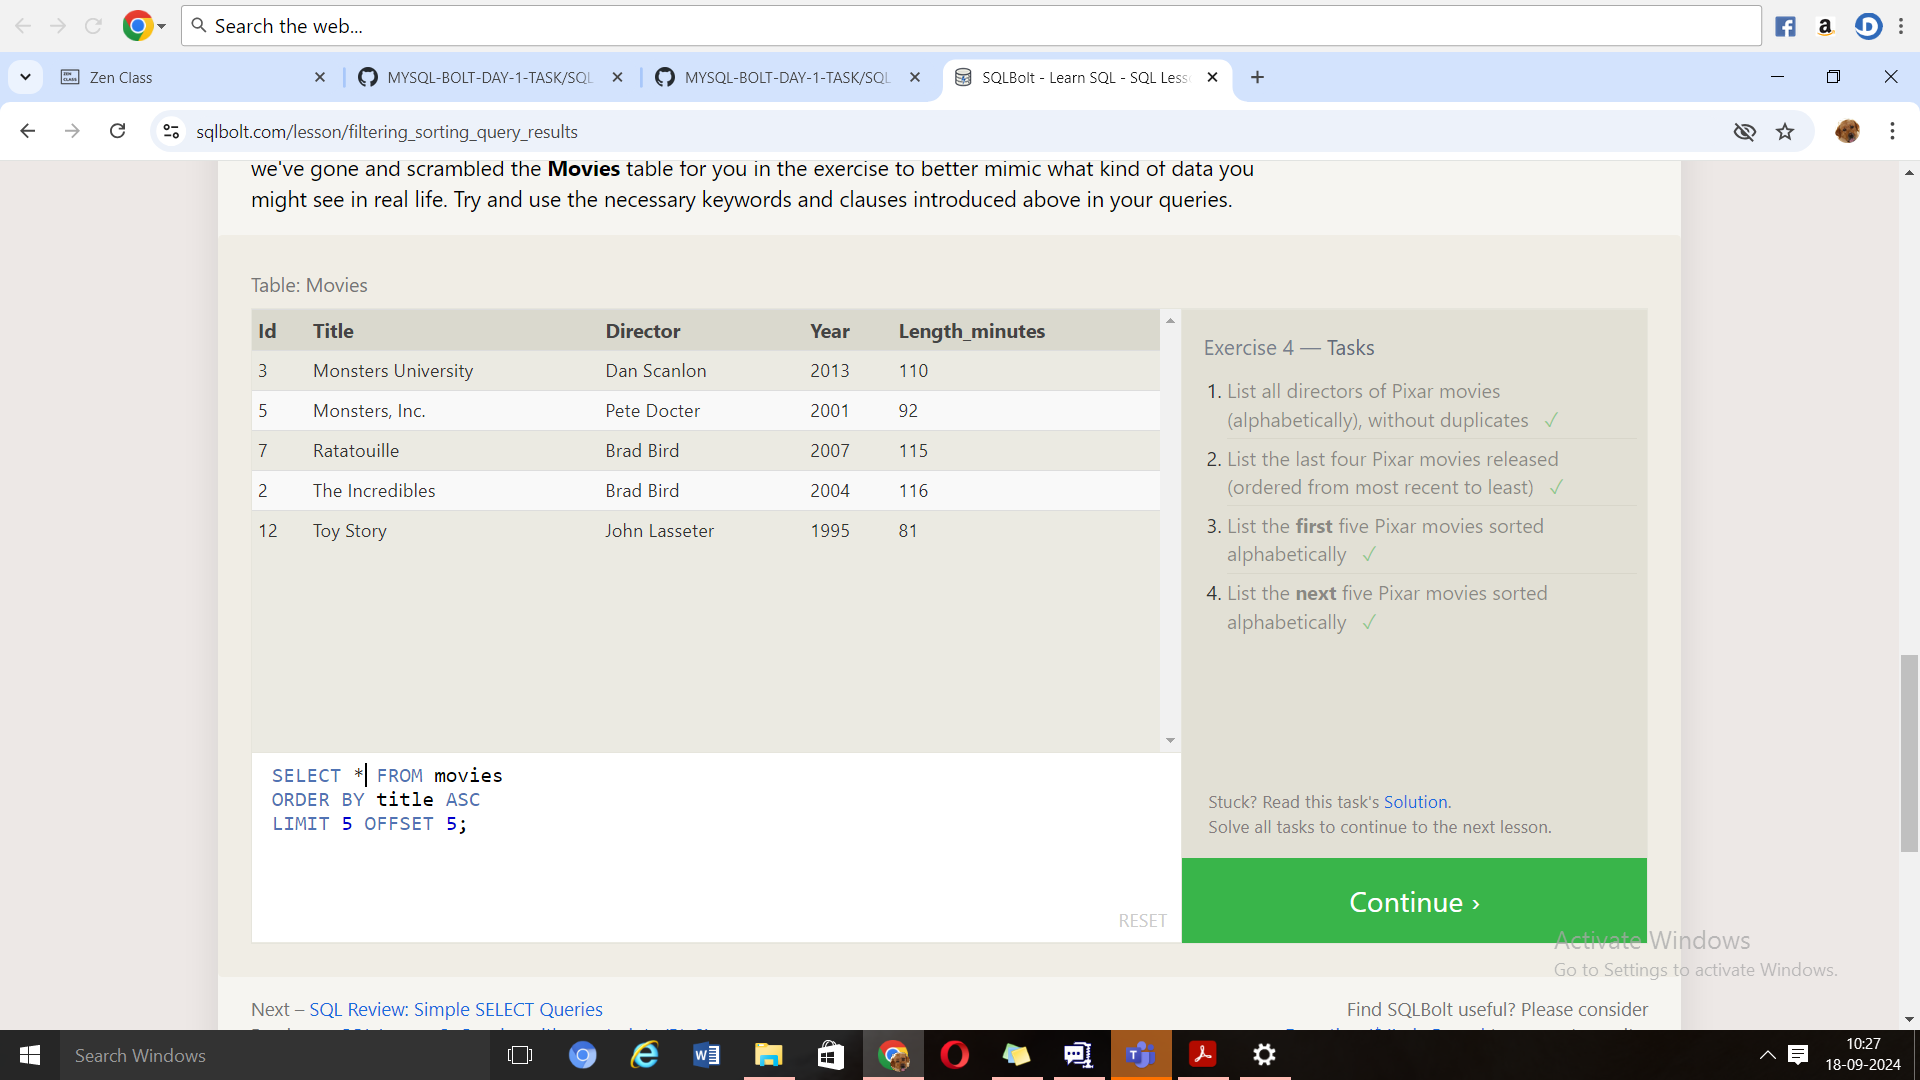 Search the web...
Zen Class
MYSQL-BOLT-DAY-1-TASK/SQL
MYSQL-BOLT-DAY-1-TASK/SQL
SQLBolt - Learn SQL - SQL Less
sqlbolt.com/lesson/filtering_sorting_query_results
we've gone and scrambled the Movies table for you in the exercise to better mimic what kind of data you
might see in real life. Try and use the necessary keywords and clauses introduced above in your queries.
Table: Movies
Id Title Director Year Length_minutes
3 Monsters University Dan Scanlon 2013 110
5 Monsters, Inc. Pete Docter 2001 92
7 Ratatouille Brad Bird 2007 115
2 The Incredibles Brad Bird 2004 116
12 Toy Story John Lasseter 1995 81
SELECT * FROM movies
ORDER BY title ASC
LIMIT 5 OFFSET 5;
RESET
Exercise 4 — Tasks
1. List all directors of Pixar movies
(alphabetically), without duplicates ✓
2. List the last four Pixar movies released
(ordered from most recent to least) ✓
3. List the first five Pixar movies sorted
alphabetically ✓
4. List the next five Pixar movies sorted
alphabetically ✓
Stuck? Read this task's Solution.
Solve all tasks to continue to the next lesson.
Continue ›
Activate Windows
Go to Settings to activate Windows.
Next – SQL Review: Simple SELECT Queries
Find SQLBolt useful? Please consider
Search Windows
10:27
18-09-2024